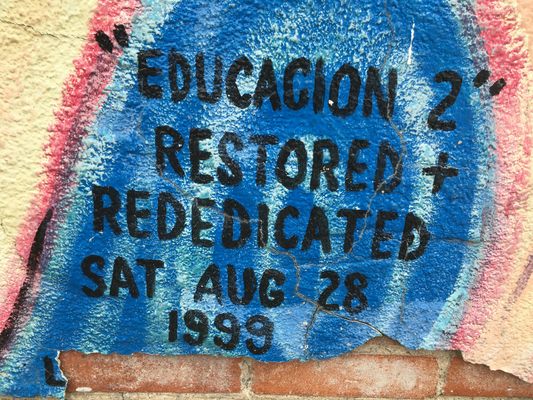 "EDUCACION 2"
RESTORED +
REDEDICATED
SAT AUG 28
1999
L